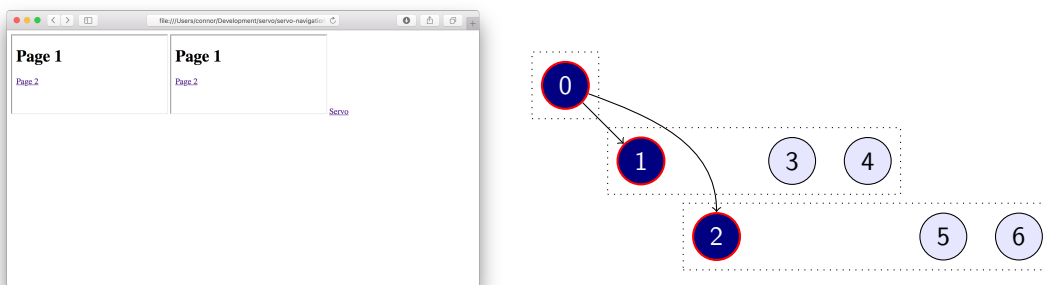 file:///Users/connor/Development/servo/servo-navigation
Page 1
Page 2
Page 1
Page 2
Servo
0
1
3
4
2
5
6